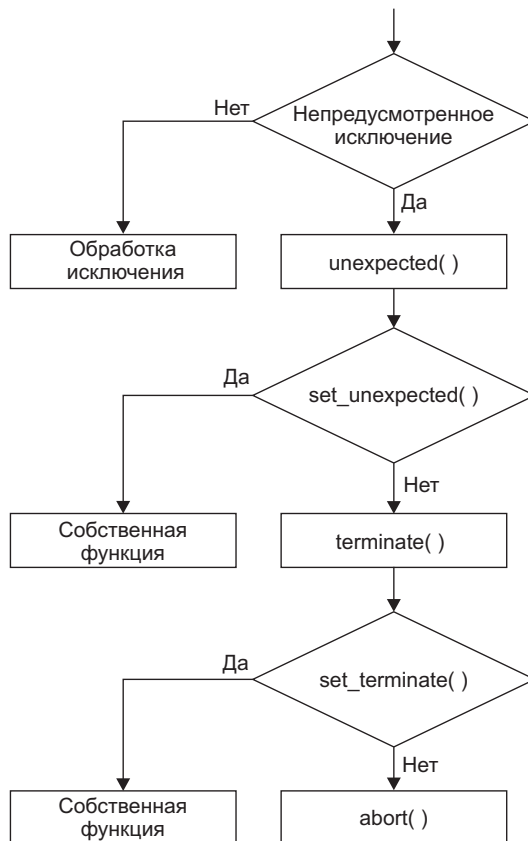 Нет
Непредусмотренное
исключение
Да
Обработка
исключения
unexpected( )
Да
set_unexpected( )
Нет
Собственная
функция
terminate( )
Да
set_terminate( )
Нет
Собственная
функция
abort( )